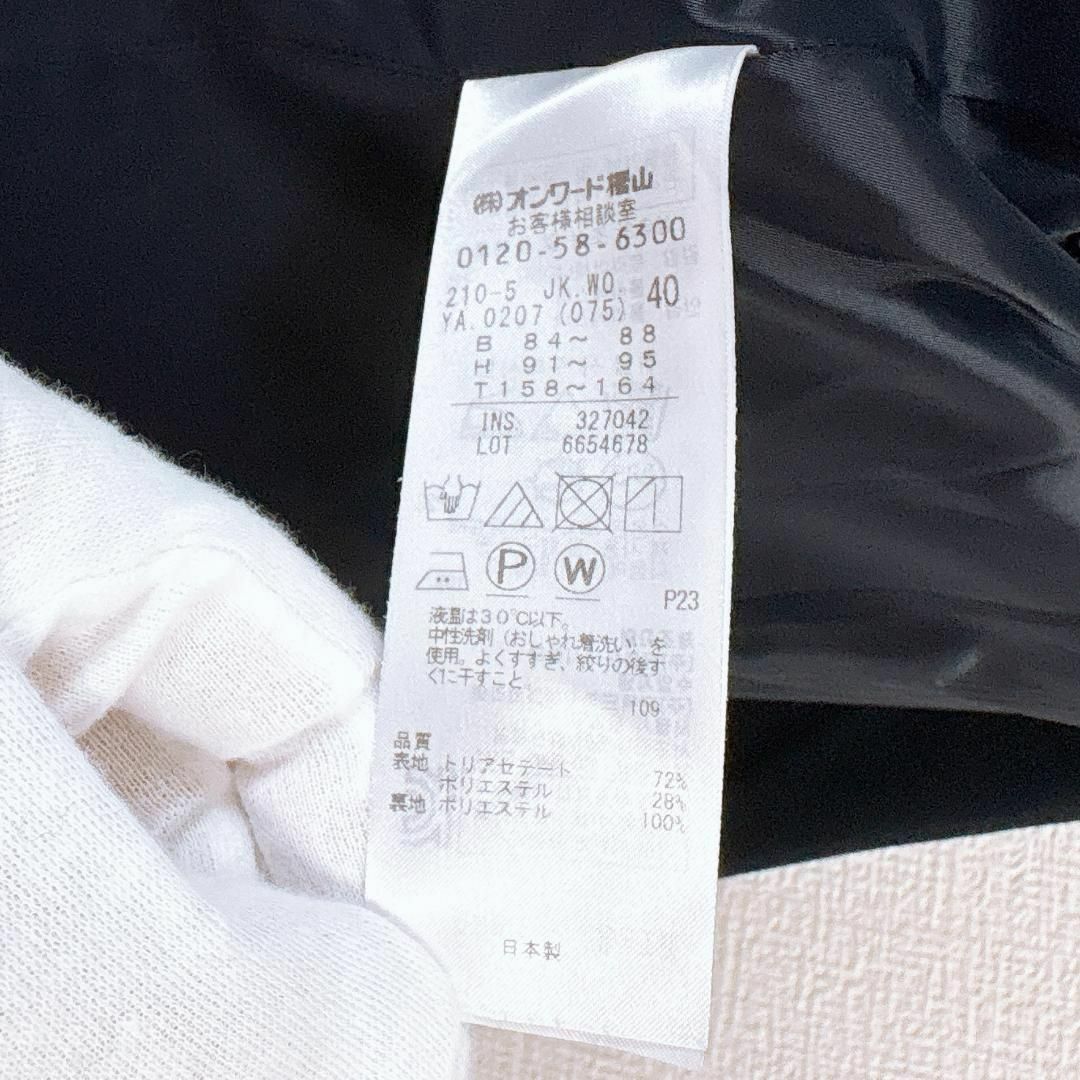 (株)オンワード樫山
お客様相談室
0120-58-6300
210-5 JK.WO. 40
YA.0207 (075)
B 84～ 88
H 91～ 95
T158～164
INS 327042
LOT 6654678
P W
P23
液温は30℃以下。
中性洗剤（おしゃれ着洗い）を
使用。よくすすぎ、絞りの後す
ぐに干すこと。
109
品質
表地 トリアセテート 72%
ポリエステル 28%
裏地 ポリエステル 100%
日本製